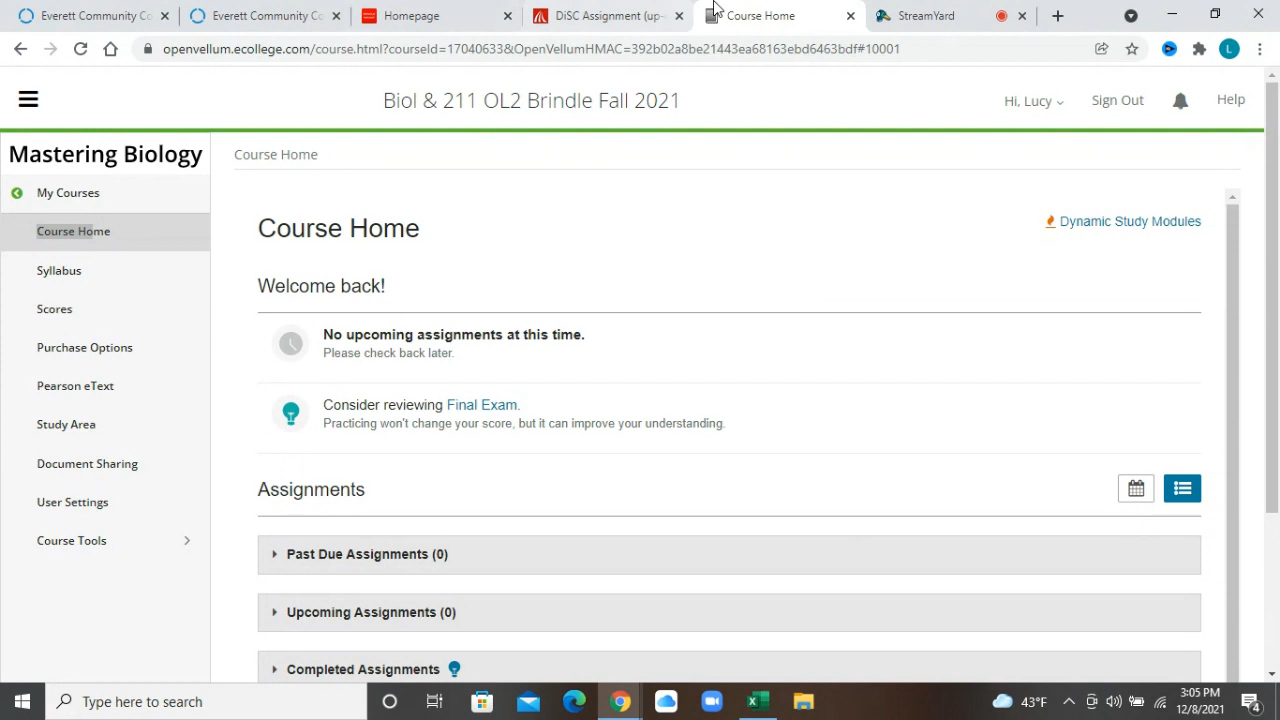 Everett Community Co
Everett Community Co
Homepage
DiSC Assignment (up-
Course Home
StreamYard
openvellum.ecollege.com/course.html?courseId=17040633&OpenVellumHMAC=392b02a8be21443ea68163ebd6463bdf#10001
L
Biol & 211 OL2 Brindle Fall 2021
Hi, Lucy
Sign Out
Help
Mastering Biology
Course Home
My Courses
Course Home
Syllabus
Scores
Purchase Options
Pearson eText
Study Area
Document Sharing
User Settings
Course Tools
Course Home
Dynamic Study Modules
Welcome back!
No upcoming assignments at this time.
Please check back later.
Consider reviewing Final Exam.
Practicing won't change your score, but it can improve your understanding.
Assignments
Past Due Assignments (0)
Upcoming Assignments (0)
Completed Assignments
Type here to search
43°F
3:05 PM
12/8/2021
4